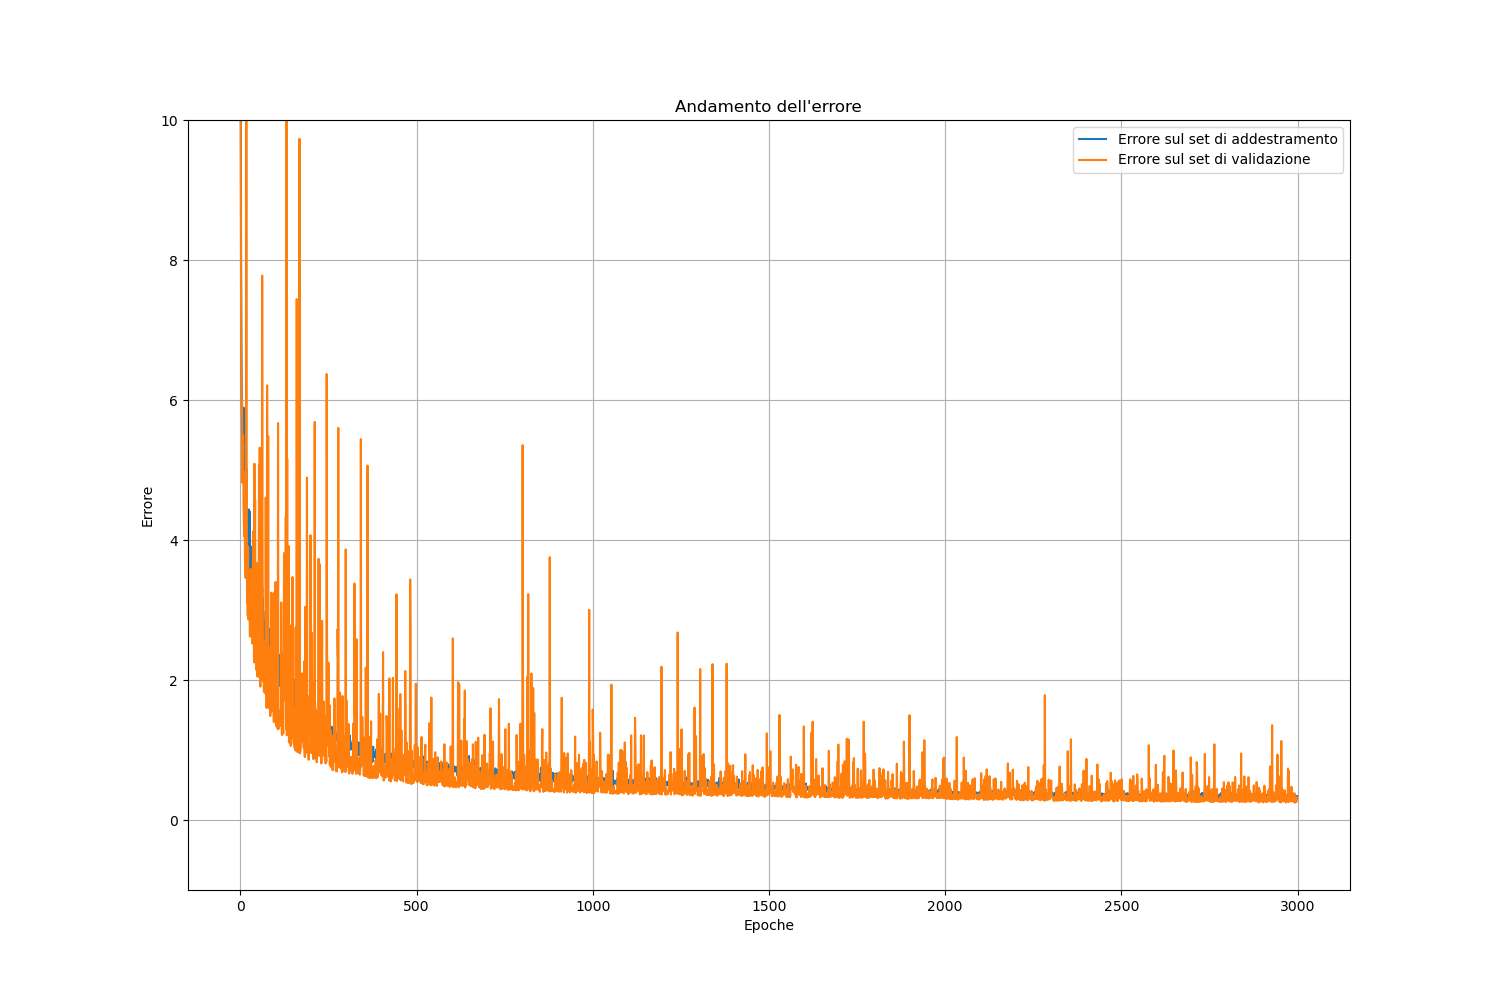 Andamento dell'errore
Errore sul set di addestramento
Errore sul set di validazione
10
8
6
4
2
0
Errore
0 500 1000 1500 2000 2500 3000
Epoche